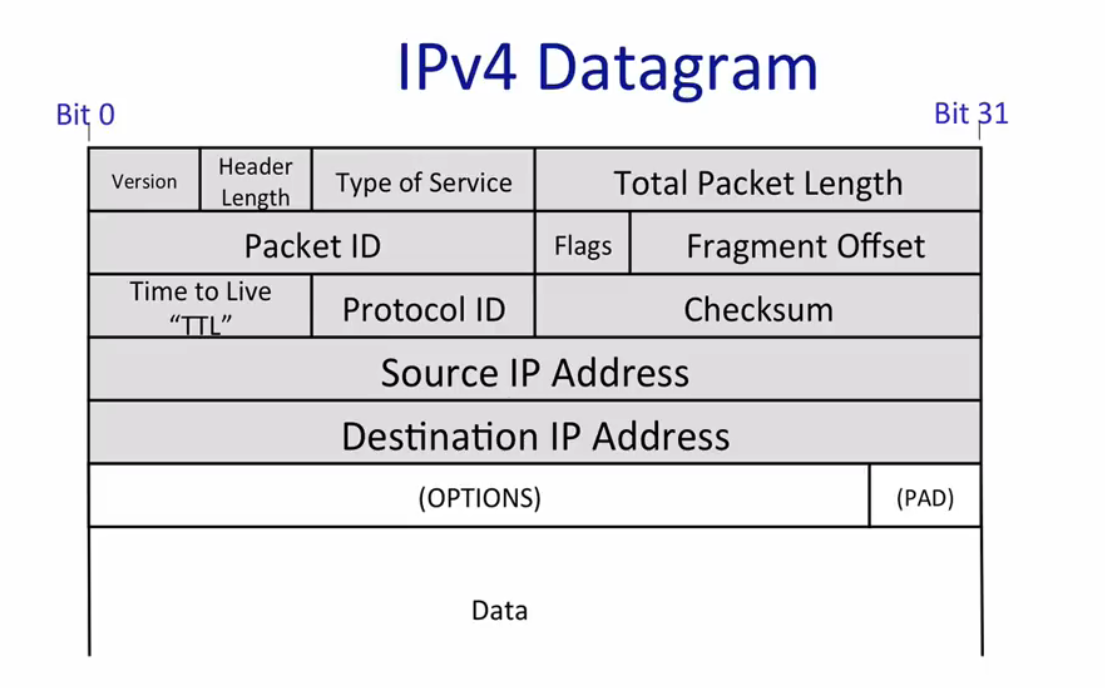 IPv4 Datagram
Bit 0
Bit 31
Version
Header
Length
Type of Service
Total Packet Length
Packet ID
Flags
Fragment Offset
Time to Live
“TTL”
Protocol ID
Checksum
Source IP Address
Destination IP Address
(OPTIONS)
(PAD)
Data